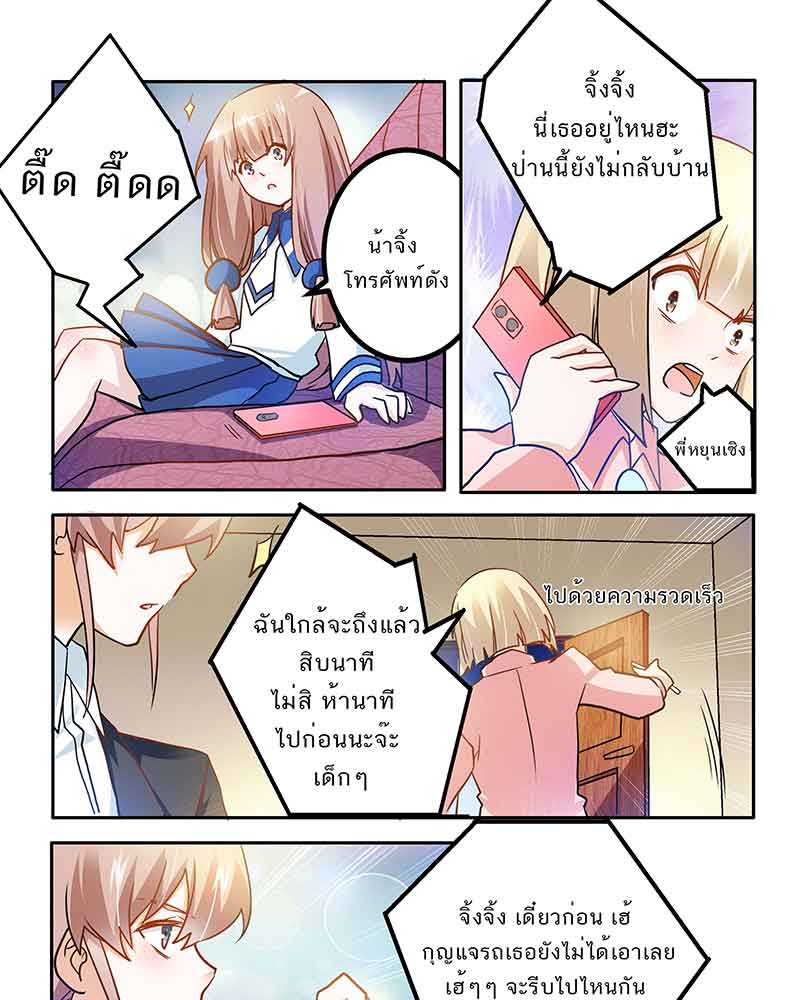 ตื๊ด ตื๊ดด
น้าจิ้ง
โทรศัพท์ดัง
จิ้งจิ้ง
นี่เธออยู่ไหนฮะ
ป่านนี้ยังไม่กลับบ้าน
พี่หยุนเชิง
ฉันใกล้จะถึงแล้ว
สิบนาที
ไม่สิ ห้านาที
ไปก่อนนะจ๊ะ
เด็กๆ
ไปด้วยความรวดเร็ว
จิ้งจิ้ง เดี๋ยวก่อน เฮ้
กุญแจรถเธอยังไม่ได้เอาเลย
เฮ้ๆๆ จะรีบไปไหนกัน